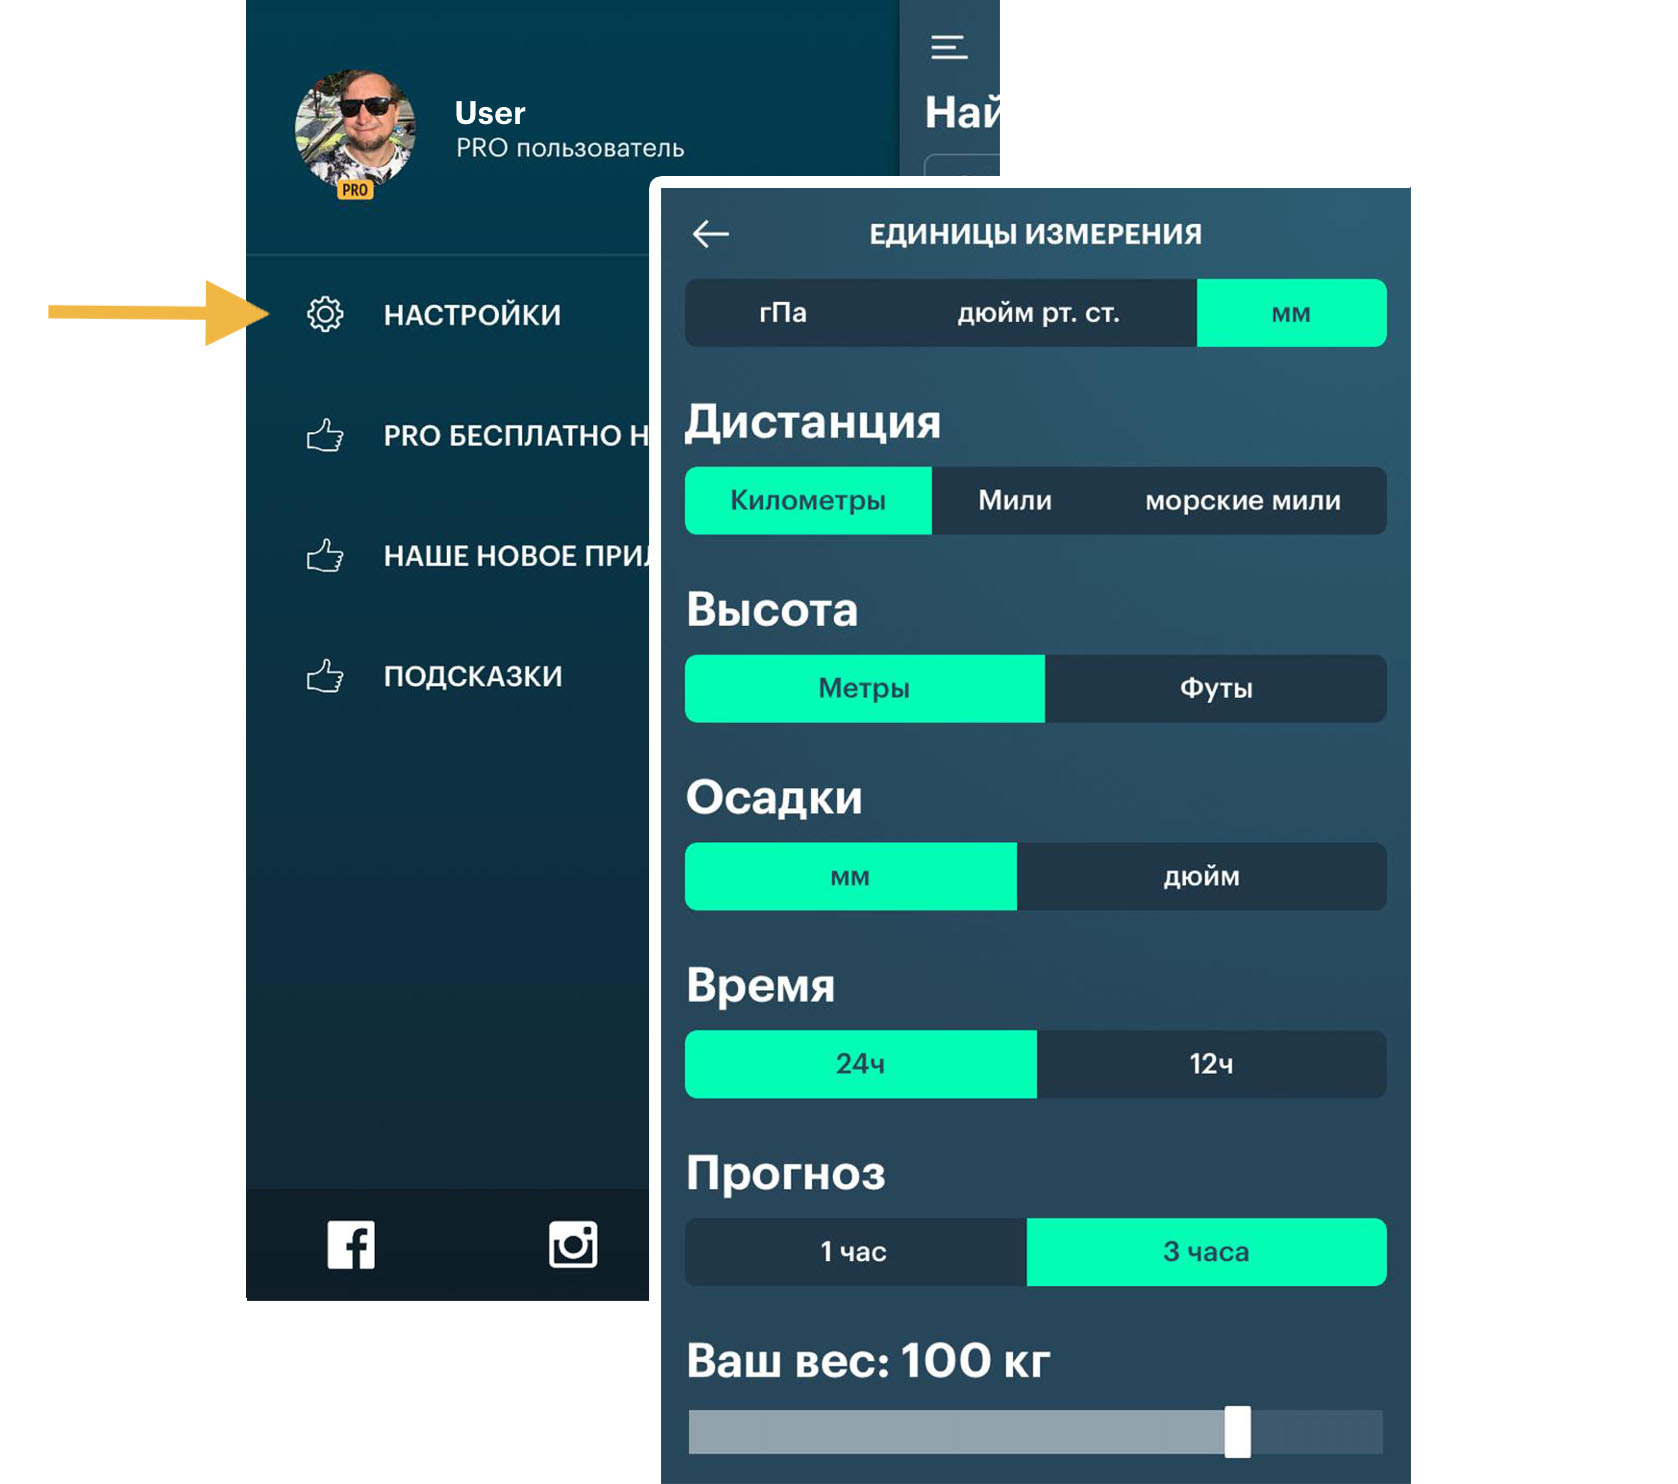 User
PRO пользователь
PRO
НАСТРОЙКИ
PRO БЕСПЛАТНО Н
НАШЕ НОВОЕ ПРИ
ПОДСКАЗКИ
Най
ЕДИНИЦЫ ИЗМЕРЕНИЯ
гПа дюйм рт. ст. мм
Дистанция
Километры Мили морские мили
Высота
Метры Футы
Осадки
мм дюйм
Время
24ч 12ч
Прогноз
1 час 3 часа
Ваш вес: 100 кг